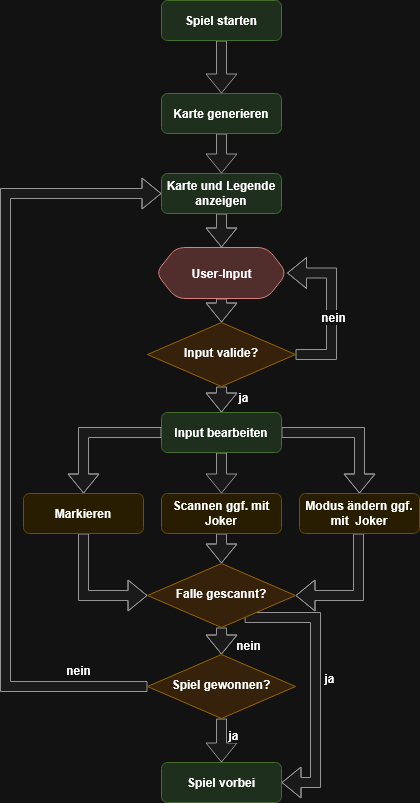 Spiel starten
Karte generieren
Karte und Legende
anzeigen
User-Input
nein
Input valide?
ja
Input bearbeiten
Markieren
Scannen ggf. mit
Joker
Modus ändern ggf.
mit Joker
Falle gescannt?
nein
nein
ja
Spiel gewonnen?
ja
Spiel vorbei